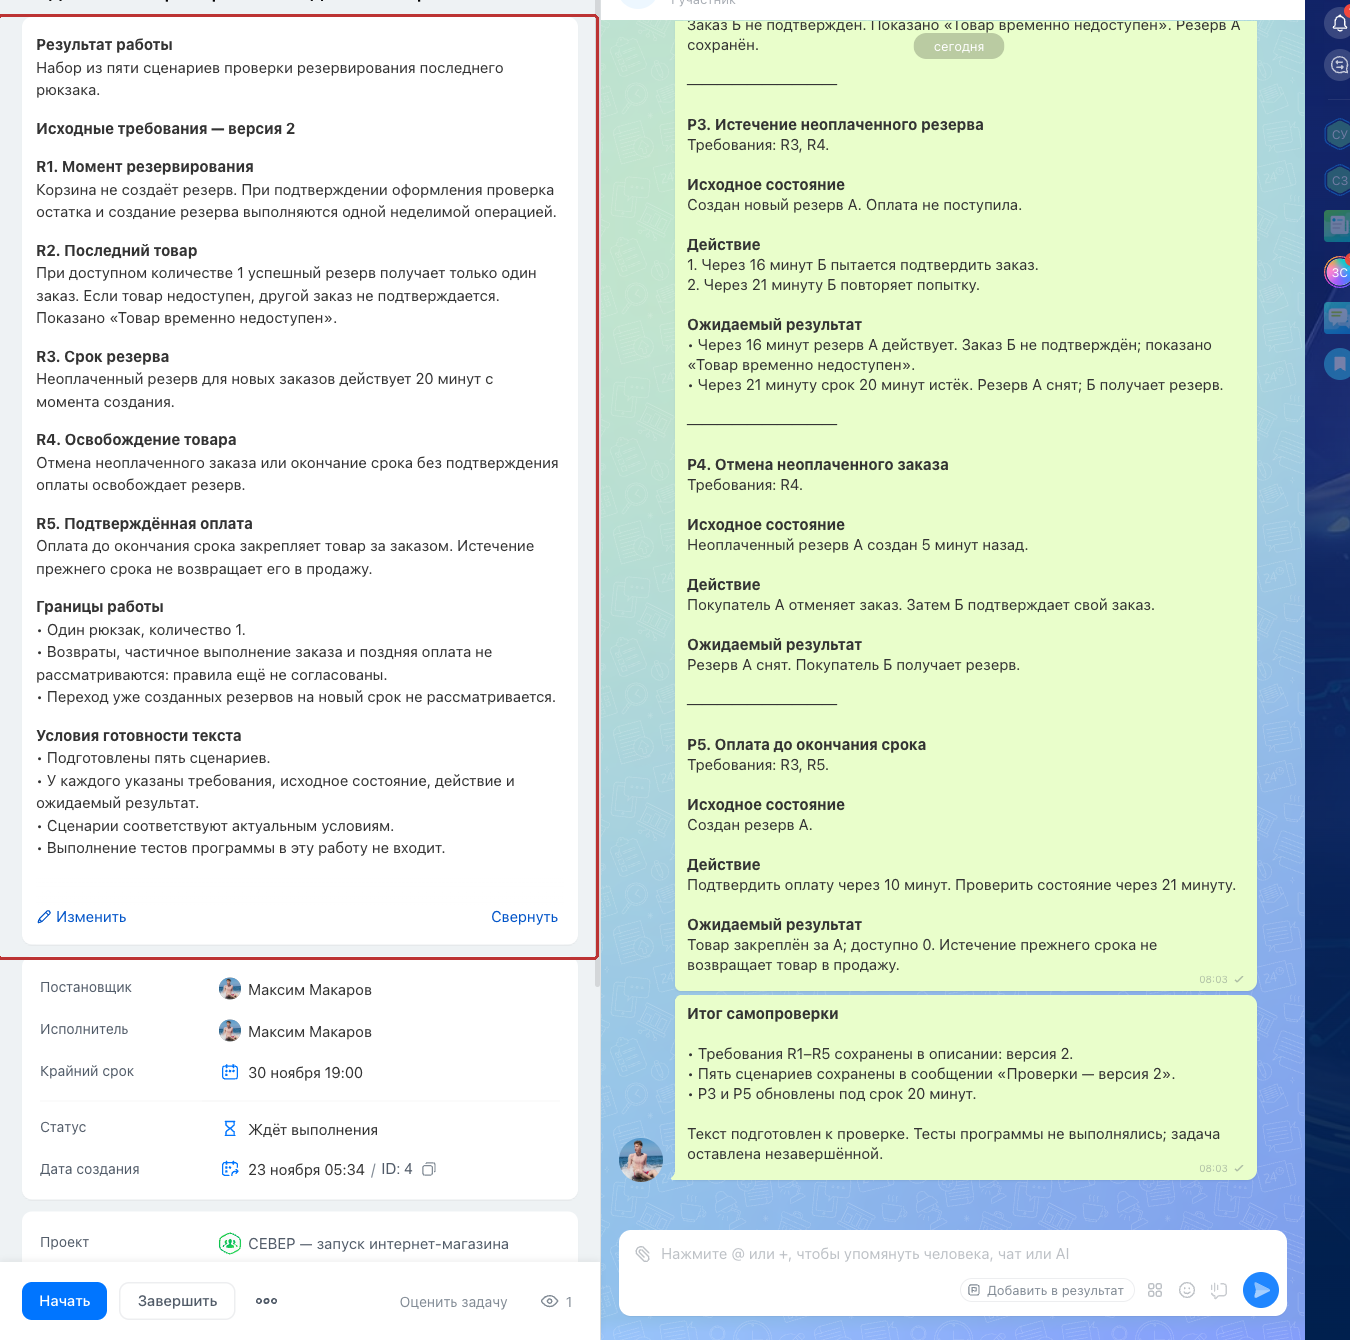 Результат работы
Набор из пяти сценариев проверки резервирования последнего
рюкзака.
Исходные требования — версия 2
R1. Момент резервирования
Корзина не создаёт резерв. При подтверждении оформления проверка
остатка и создание резерва выполняются одной неделимой операцией.
R2. Последний товар
При доступном количестве 1 успешный резерв получает только один
заказ. Если товар недоступен, другой заказ не подтверждается.
Показано «Товар временно недоступен».
R3. Срок резерва
Неоплаченный резерв для новых заказов действует 20 минут с
момента создания.
R4. Освобождение товара
Отмена неоплаченного заказа или окончание срока без подтверждения
оплаты освобождает резерв.
R5. Подтверждённая оплата
Оплата до окончания срока закрепляет товар за заказом. Истечение
прежнего срока не возвращает его в продажу.
Границы работы
• Один рюкзак, количество 1.
• Возвраты, частичное выполнение заказа и поздняя оплата не
рассматриваются: правила ещё не согласованы.
• Переход уже созданных резервов на новый срок не рассматривается.
Условия готовности текста
• Подготовлены пять сценариев.
• У каждого указаны требования, исходное состояние, действие и
ожидаемый результат.
• Сценарии соответствуют актуальным условиям.
• Выполнение тестов программы в эту работу не входит.
Изменить
Свернуть
Постановщик
Максим Макаров
Исполнитель
Максим Макаров
Крайний срок
30 ноября 19:00
Статус
Ждёт выполнения
Дата создания
23 ноября 05:34 / ID: 4
Проект
СЕВЕР — запуск интернет-магазина
Начать
Завершить
Оценить задачу
1
1 участник
Заказ Б не подтверждён. Показано «Товар временно недоступен». Резерв А
сохранён.
сегодня
P3. Истечение неоплаченного резерва
Требования: R3, R4.
Исходное состояние
Создан новый резерв А. Оплата не поступила.
Действие
1. Через 16 минут Б пытается подтвердить заказ.
2. Через 21 минуту Б повторяет попытку.
Ожидаемый результат
• Через 16 минут резерв А действует. Заказ Б не подтверждён; показано
«Товар временно недоступен».
• Через 21 минуту срок 20 минут истёк. Резерв А снят; Б получает резерв.
P4. Отмена неоплаченного заказа
Требования: R4.
Исходное состояние
Неоплаченный резерв А создан 5 минут назад.
Действие
Покупатель А отменяет заказ. Затем Б подтверждает свой заказ.
Ожидаемый результат
Резерв А снят. Покупатель Б получает резерв.
P5. Оплата до окончания срока
Требования: R3, R5.
Исходное состояние
Создан резерв А.
Действие
Подтвердить оплату через 10 минут. Проверить состояние через 21 минуту.
Ожидаемый результат
Товар закреплён за А; доступно 0. Истечение прежнего срока не
возвращает товар в продажу.
08:03
Итог самопроверки
• Требования R1–R5 сохранены в описании: версия 2.
• Пять сценариев сохранены в сообщении «Проверки — версия 2».
• P3 и P5 обновлены под срок 20 минут.
Текст подготовлен к проверке. Тесты программы не выполнялись; задача
оставлена незавершённой.
08:03
Нажмите @ или +, чтобы упомянуть человека, чат или AI
Добавить в результат
СУ
СЗ
ЗС